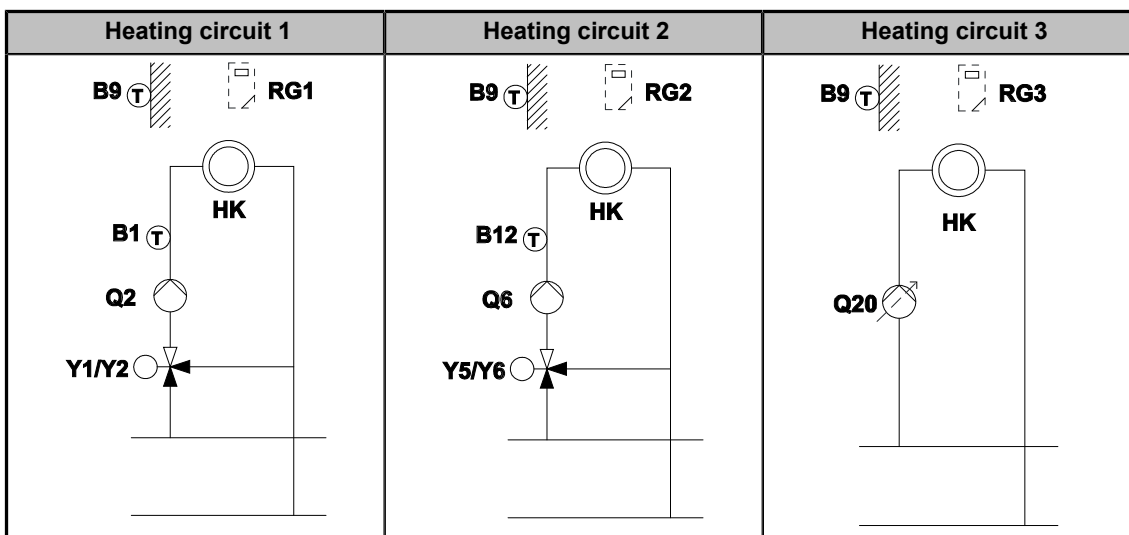 Heating circuit 1
Heating circuit 2
Heating circuit 3
B9 T RG1
HK
B1 T
Q2
Y1/Y2
B9 T RG2
HK
B12 T
Q6
Y5/Y6
B9 T RG3
HK
Q20